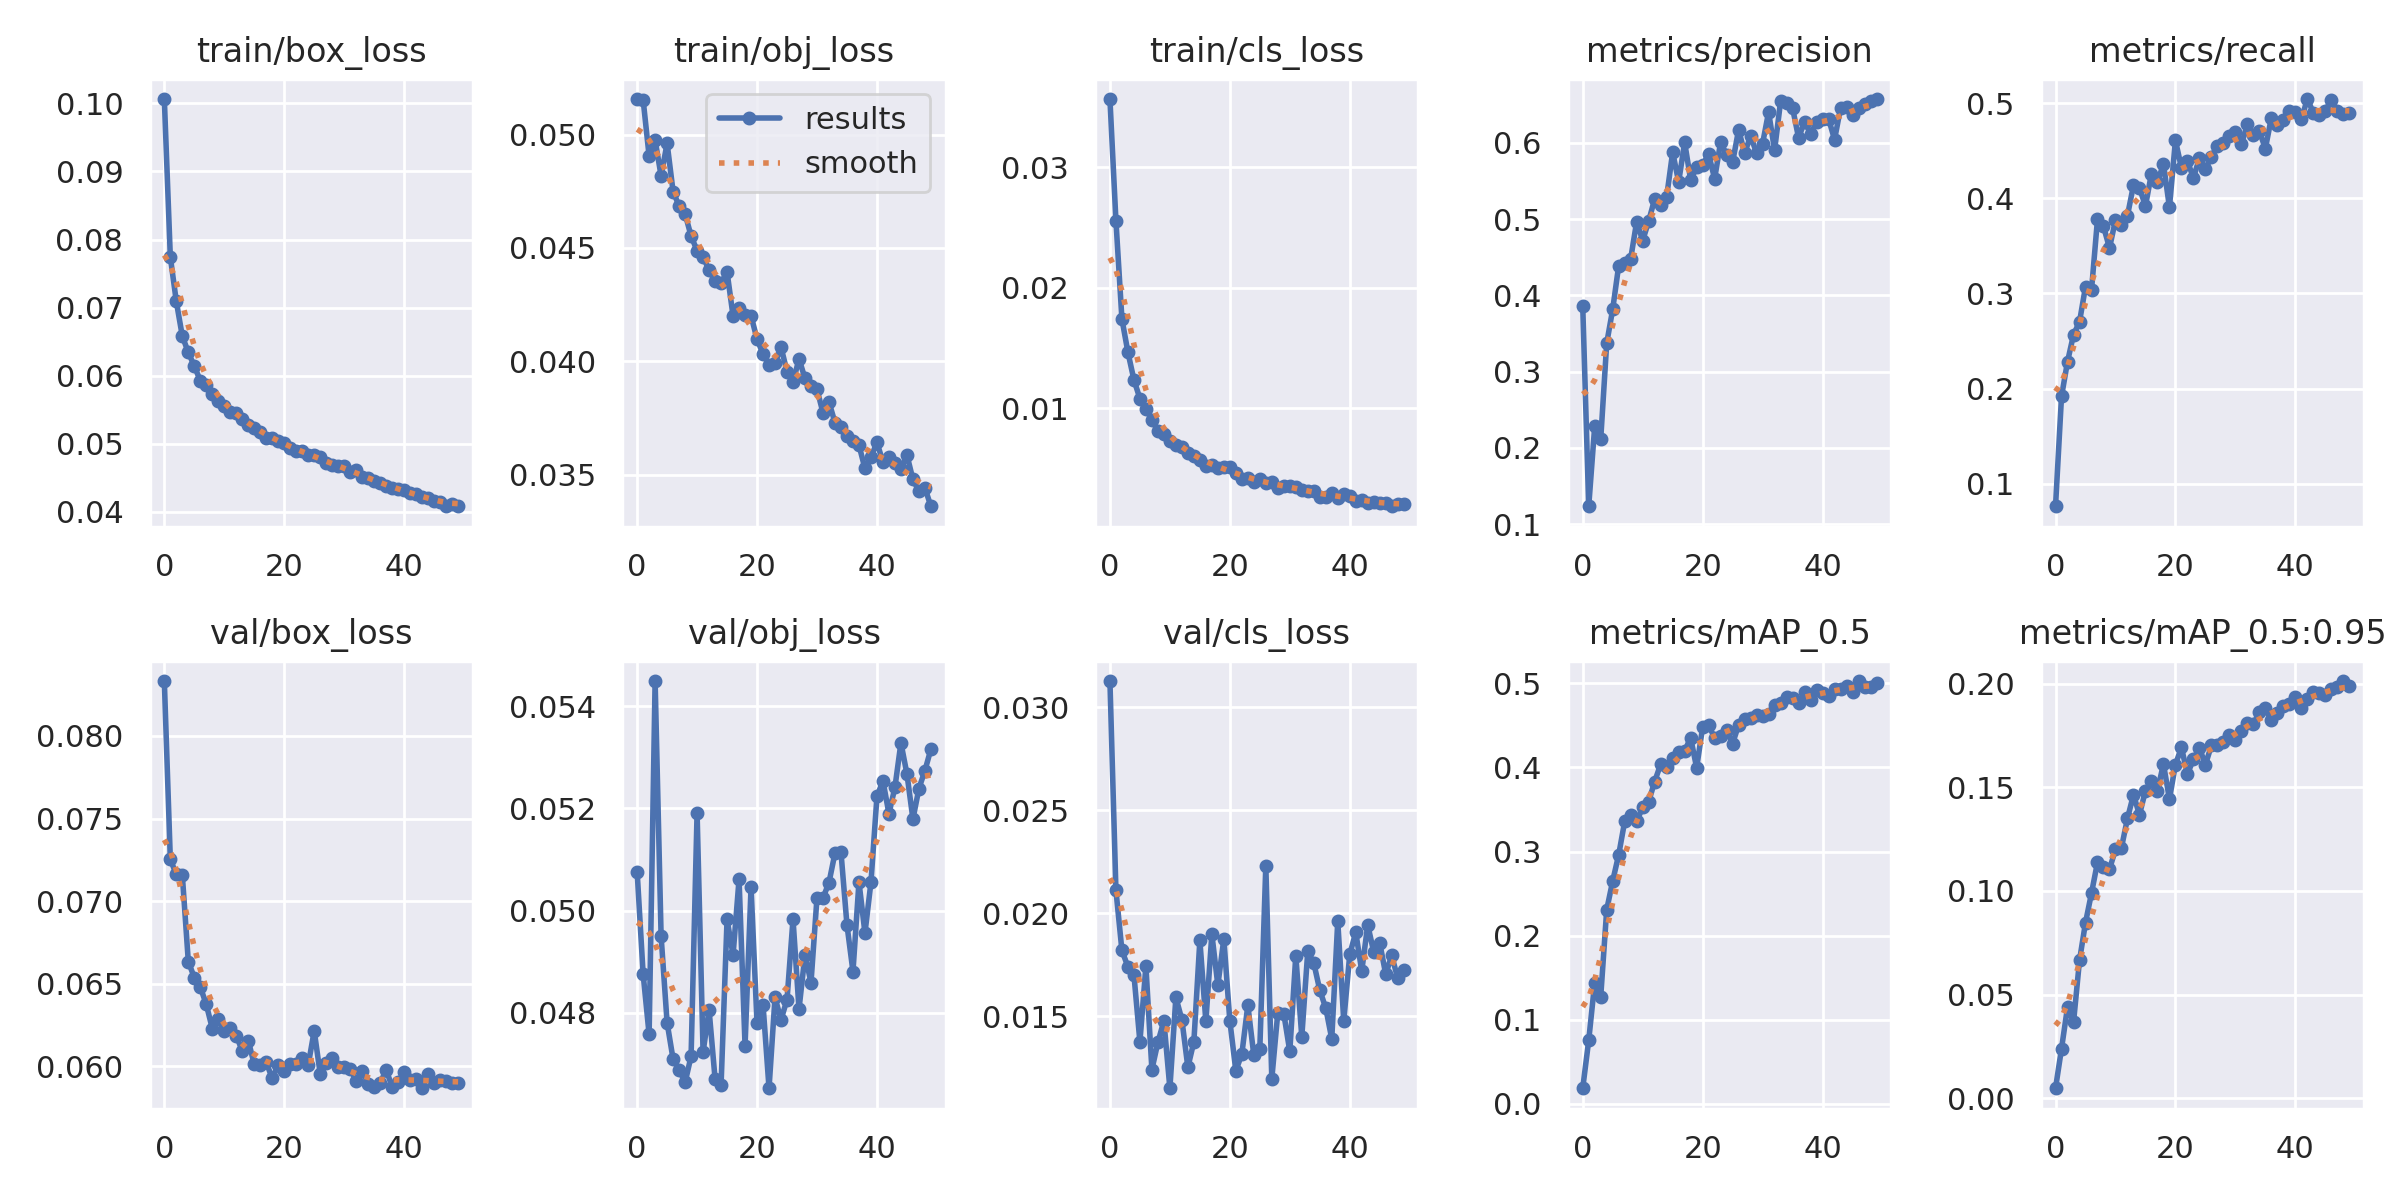 train/box_loss
0.10
0.09
0.08
0.07
0.06
0.05
0.04
0 20 40
train/obj_loss
results
smooth
0.050
0.045
0.040
0.035
0 20 40
train/cls_loss
0.03
0.02
0.01
0 20 40
metrics/precision
0.6
0.5
0.4
0.3
0.2
0.1
0 20 40
metrics/recall
0.5
0.4
0.3
0.2
0.1
0 20 40
val/box_loss
0.080
0.075
0.070
0.065
0.060
0 20 40
val/obj_loss
0.054
0.052
0.050
0.048
0 20 40
val/cls_loss
0.030
0.025
0.020
0.015
0 20 40
metrics/mAP_0.5
0.5
0.4
0.3
0.2
0.1
0.0
0 20 40
metrics/mAP_0.5:0.95
0.20
0.15
0.10
0.05
0.00
0 20 40